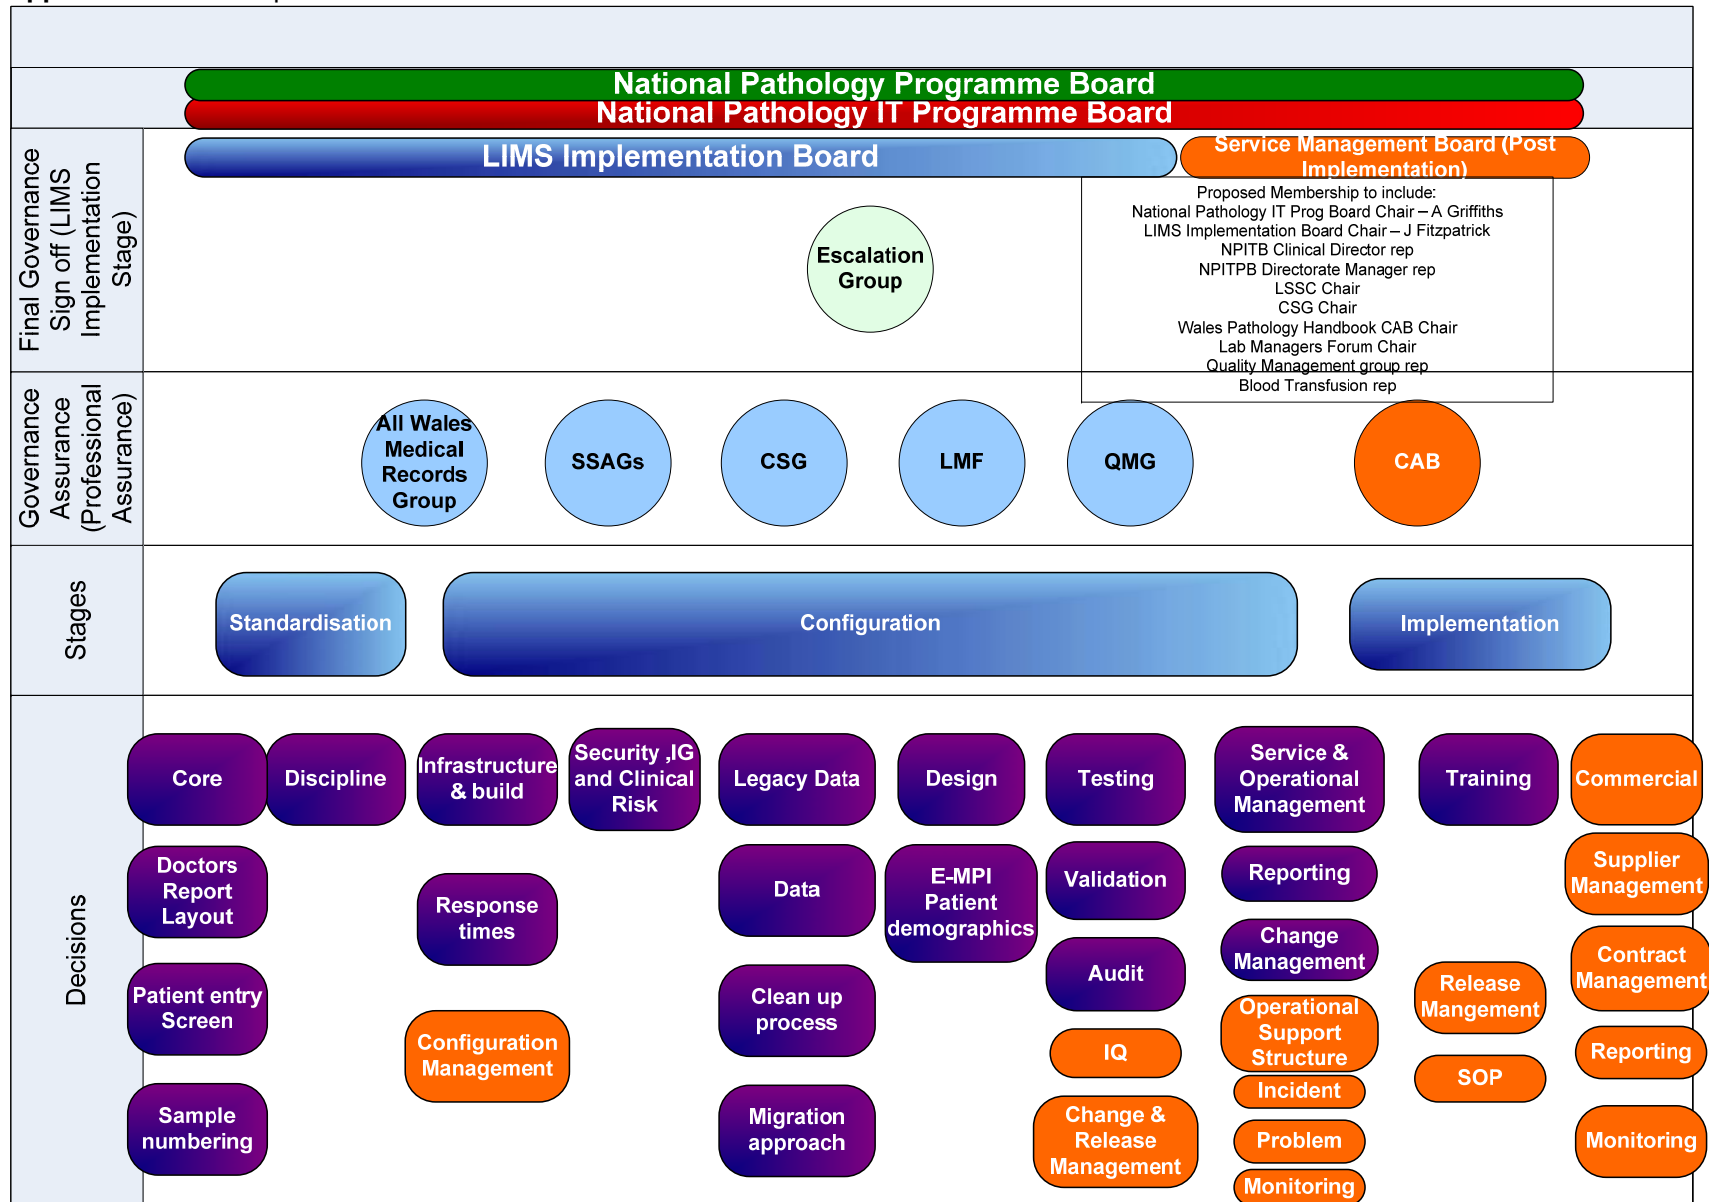 National Pathology Programme Board
National Pathology IT Programme Board
Final Governance
Sign off (LIMS
Implementation
Stage)
LIMS Implementation Board
Service Management Board (Post
Implementation)
Proposed Membership to include:
National Pathology IT Prog Board Chair – A Griffiths
LIMS Implementation Board Chair – J Fitzpatrick
NPITB Clinical Director rep
NPITPB Directorate Manager rep
LSSC Chair
CSG Chair
Wales Pathology Handbook CAB Chair
Lab Managers Forum Chair
Quality Management group rep
Blood Transfusion rep
Escalation
Group
Governance
Assurance
(Professional
Assurance)
All Wales
Medical
Records
Group
SSAGs
CSG
LMF
QMG
CAB
Stages
Standardisation
Configuration
Implementation
Decisions
Core
Discipline
Infrastructure
& build
Security ,IG
and Clinical
Risk
Legacy Data
Design
Testing
Service &
Operational
Management
Training
Commercial
Doctors
Report
Layout
Response
times
Data
E-MPI
Patient
demographics
Validation
Reporting
Supplier
Management
Change
Management
Audit
Contract
Management
Patient entry
Screen
Clean up
process
Release
Mangement
Operational
Support
Structure
Configuration
Management
IQ
Reporting
Incident
SOP
Sample
numbering
Migration
approach
Change &
Release
Management
Problem
Monitoring
Monitoring